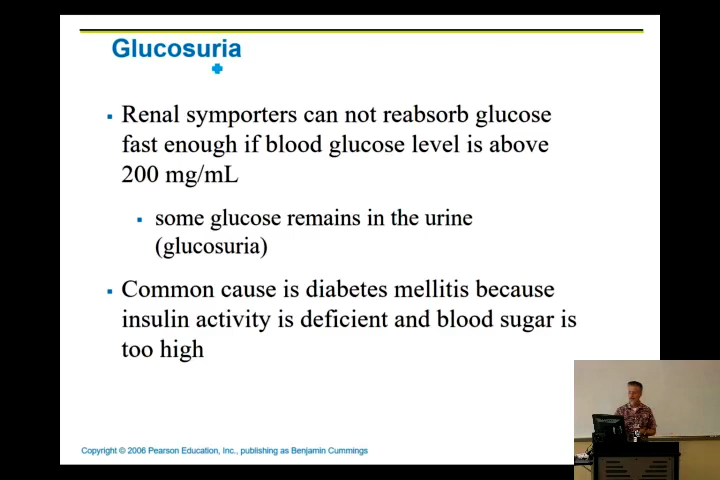 Glucosuria
Renal symporters can not reabsorb glucose
fast enough if blood glucose level is above
200 mg/mL
some glucose remains in the urine
(glucosuria)
Common cause is diabetes mellitis because
insulin activity is deficient and blood sugar is
too high
Copyright © 2006 Pearson Education, Inc., publishing as Benjamin Cummings